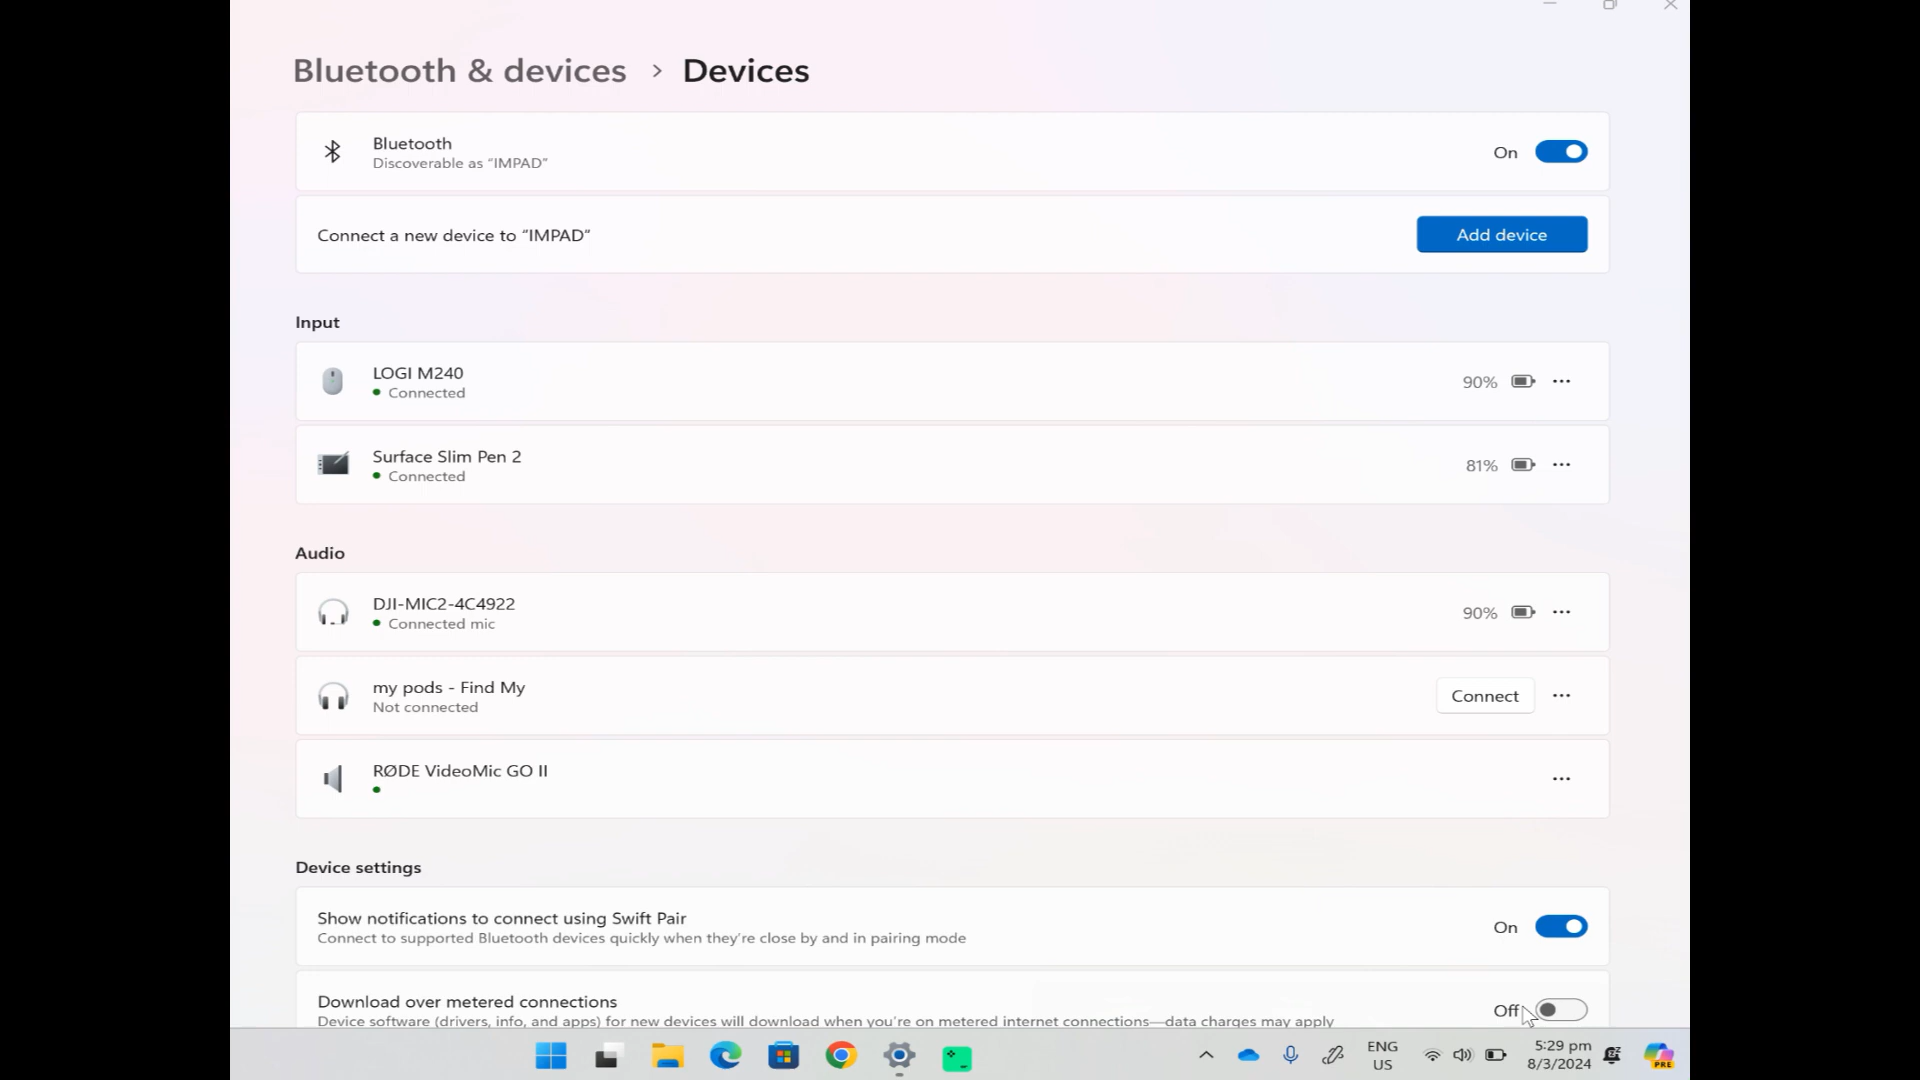 Bluetooth & devices > Devices
Bluetooth
Discoverable as “IMPAD”
On
Connect a new device to “IMPAD”
Add device
Input
LOGI M240
Connected
90%
Surface Slim Pen 2
Connected
81%
Audio
DJI-MIC2-4C4922
Connected mic
90%
my pods - Find My
Not connected
Connect
RØDE VideoMic GO II
Device settings
Show notifications to connect using Swift Pair
Connect to supported Bluetooth devices quickly when they’re close by and in pairing mode
On
Download over metered connections
Off
Device software (drivers, info, and apps) for new devices will download when you’re on metered internet connections—data charges may apply
ENG
US
5:29 pm
8/3/2024
PRE